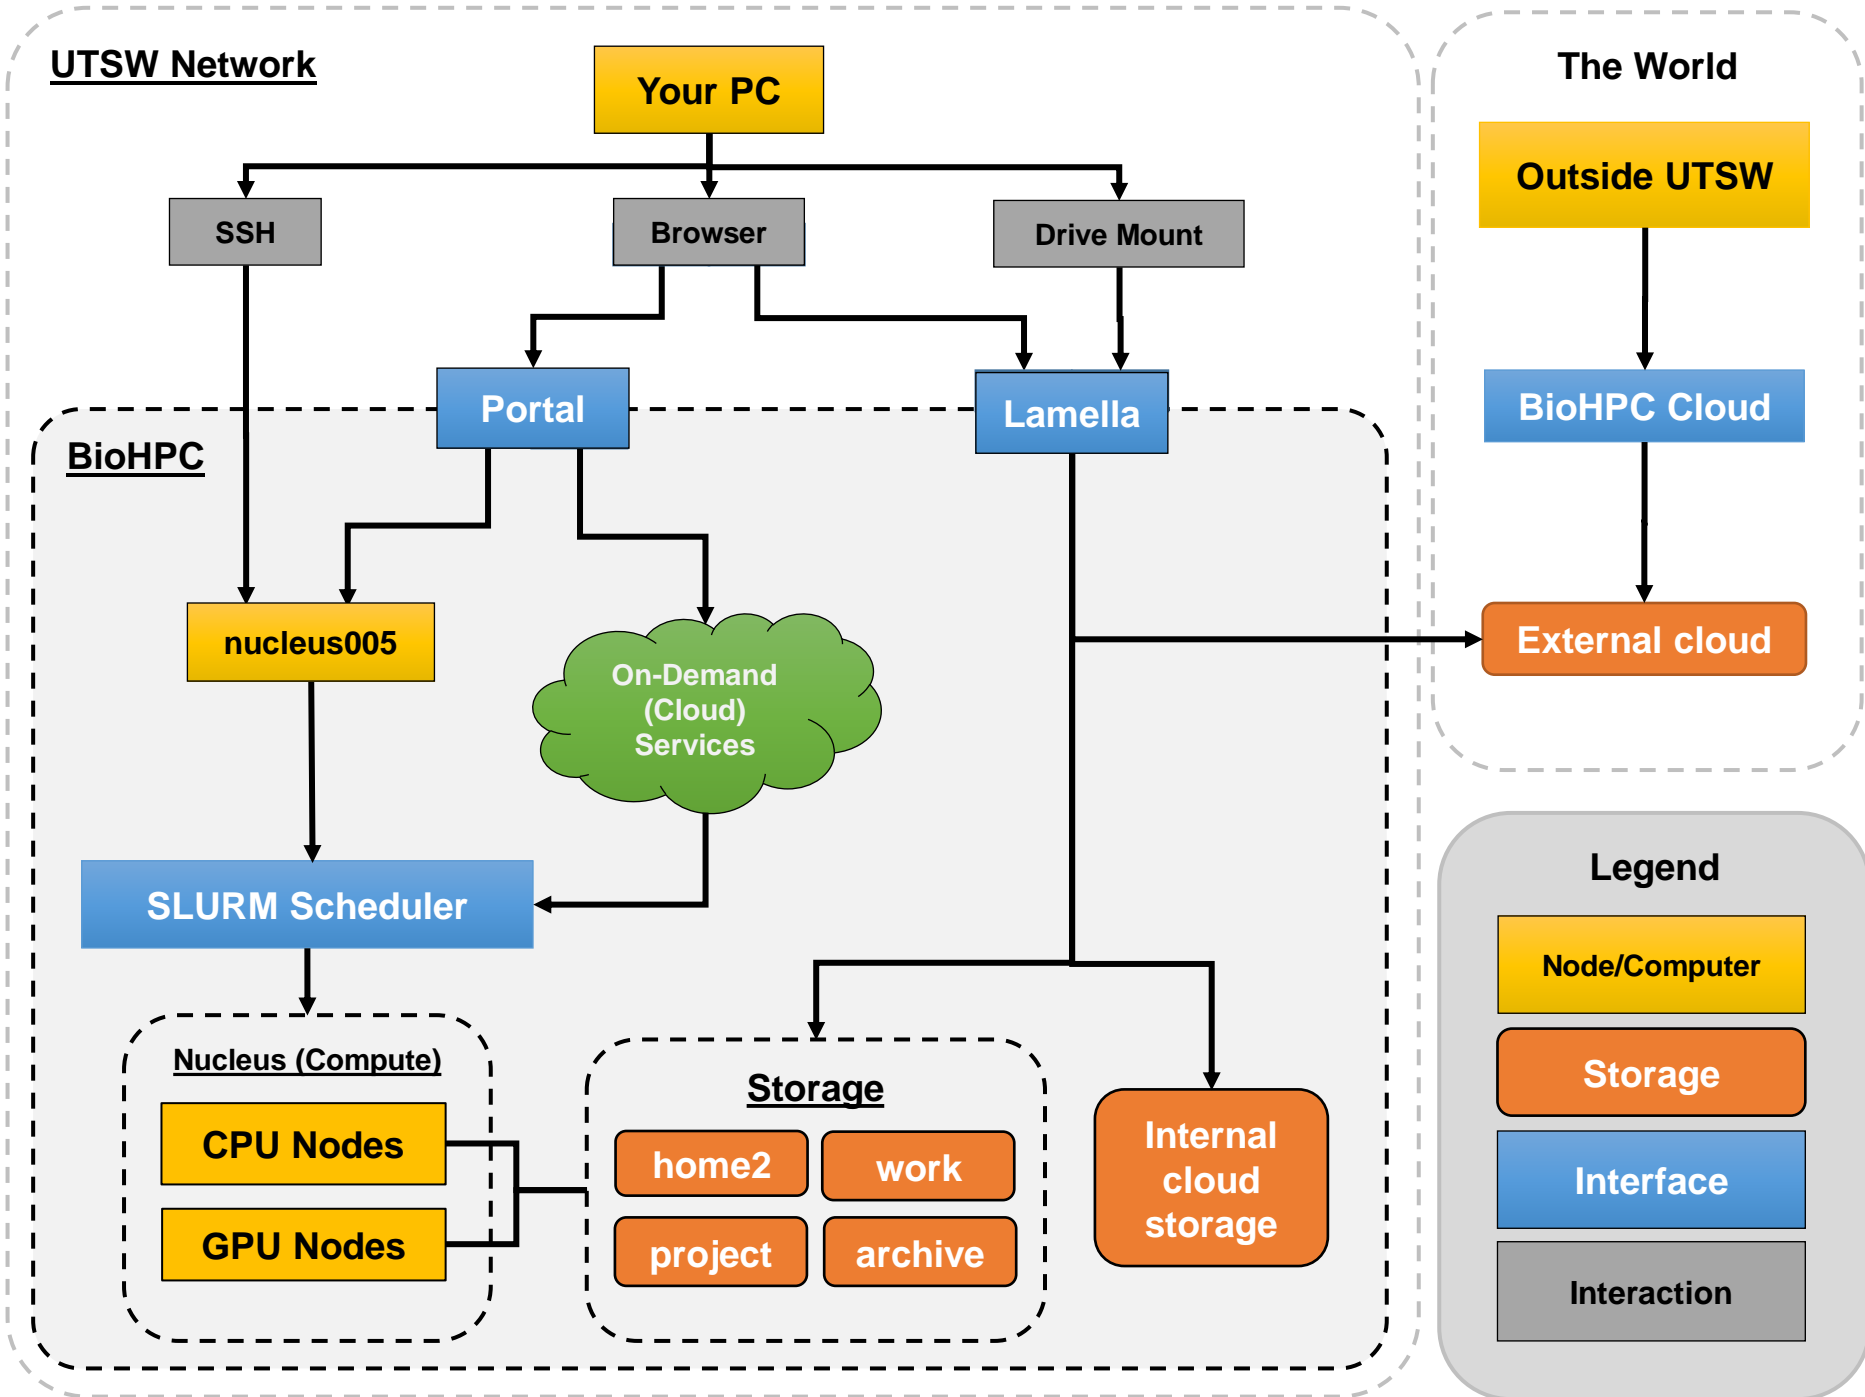 UTSW Network
Your PC
The World
Outside UTSW
SSH
Browser
Drive Mount
Portal
Lamella
BioHPC Cloud
BioHPC
nucleus005
On-Demand
(Cloud)
Services
External cloud
SLURM Scheduler
Legend
Node/Computer
Storage
Interface
Interaction
Nucleus (Compute)
CPU Nodes
GPU Nodes
Storage
home2
work
project
archive
Internal
cloud
storage